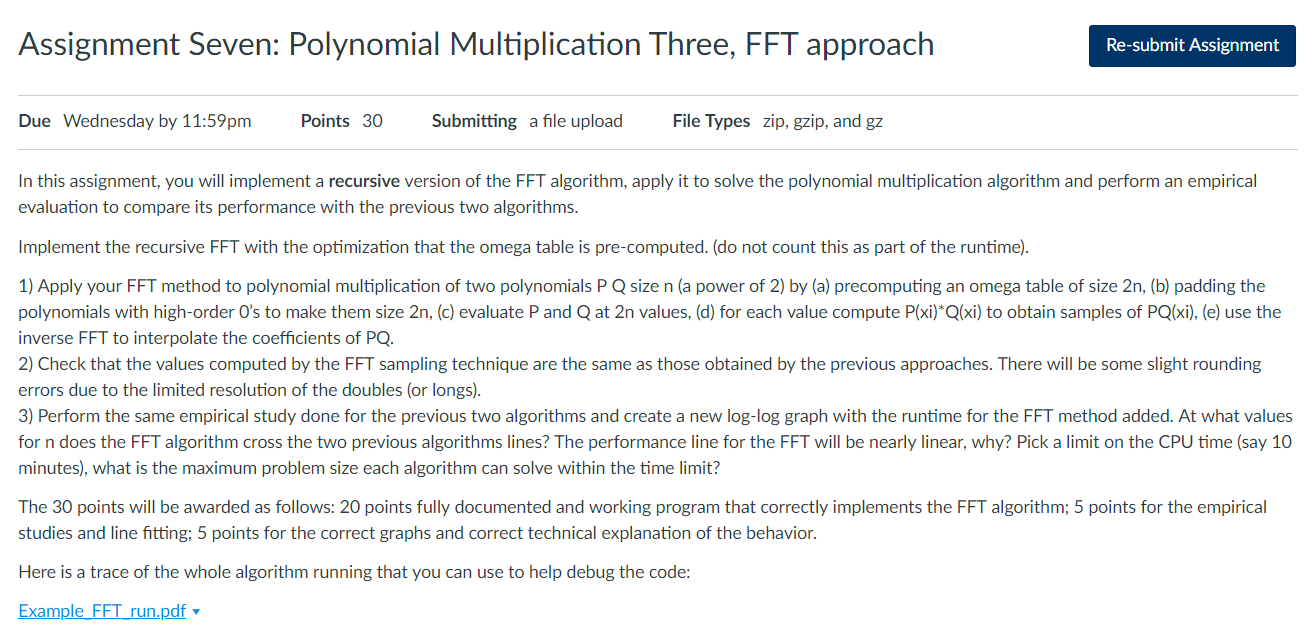 Assignment Seven: Polynomial Multiplication Three, FFT approach
Re-submit Assignment
Due Wednesday by 11:59pm Points 30 Submitting a file upload File Types zip, gzip, and gz
In this assignment, you will implement a recursive version of the FFT algorithm, apply it to solve the polynomial multiplication algorithm and perform an empirical
evaluation to compare its performance with the previous two algorithms.
Implement the recursive FFT with the optimization that the omega table is pre-computed. (do not count this as part of the runtime).
1) Apply your FFT method to polynomial multiplication of two polynomials P Q size n (a power of 2) by (a) precomputing an omega table of size 2n, (b) padding the
polynomials with high-order 0's to make them size 2n, (c) evaluate P and Q at 2n values, (d) for each value compute P(xi)*Q(xi) to obtain samples of PQ(xi), (e) use the
inverse FFT to interpolate the coefficients of PQ.
2) Check that the values computed by the FFT sampling technique are the same as those obtained by the previous approaches. There will be some slight rounding
errors due to the limited resolution of the doubles (or longs).
3) Perform the same empirical study done for the previous two algorithms and create a new log-log graph with the runtime for the FFT method added. At what values
for n does the FFT algorithm cross the two previous algorithms lines? The performance line for the FFT will be nearly linear, why? Pick a limit on the CPU time (say 10
minutes), what is the maximum problem size each algorithm can solve within the time limit?
The 30 points will be awarded as follows: 20 points fully documented and working program that correctly implements the FFT algorithm; 5 points for the empirical
studies and line fitting; 5 points for the correct graphs and correct technical explanation of the behavior.
Here is a trace of the whole algorithm running that you can use to help debug the code:
Example_FFT_run.pdf